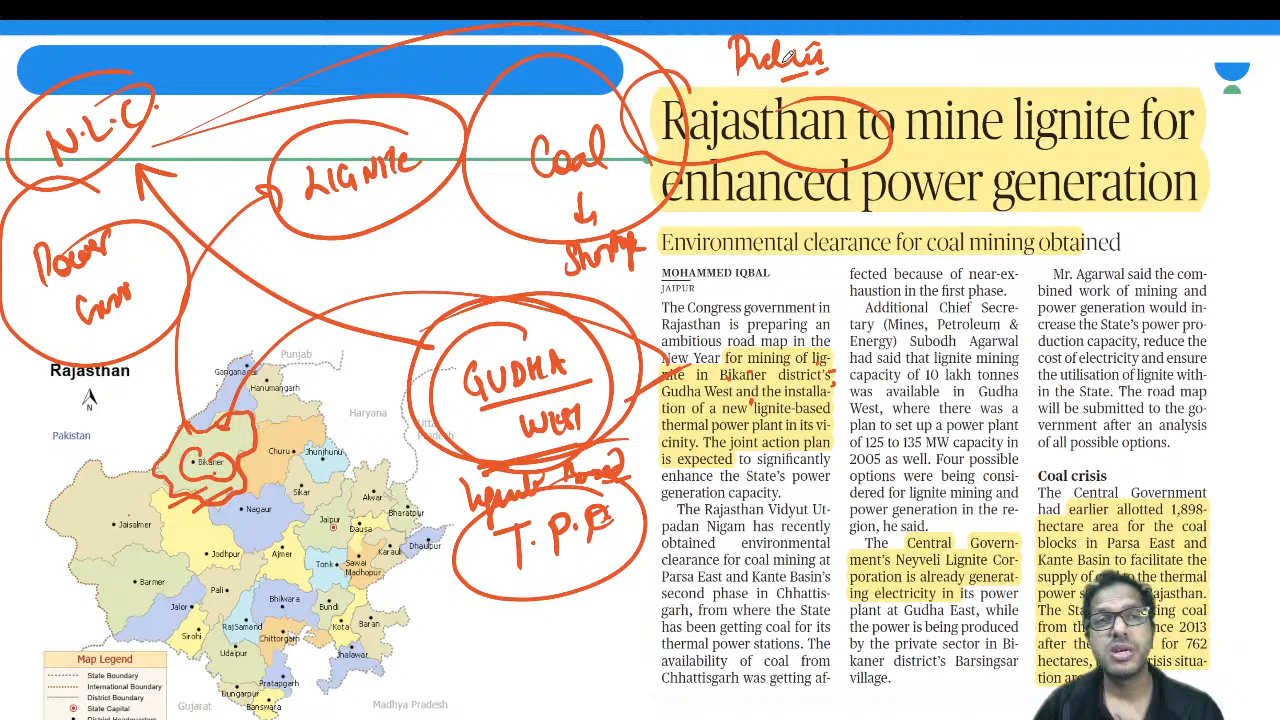 N.L.C.
LIGNITE
Coal
Power
GUDHA
WEST
T.P.P
Rajasthan to mine lignite for
enhanced power generation
Environmental clearance for coal mining obtained
MOHAMMED IQBAL
JAIPUR
The Congress government in
Rajasthan is preparing an
ambitious road map in the
New Year for mining of lig-
nite in Bikaner district's
Gudha West and the installa-
tion of a new lignite-based
thermal power plant in its vi-
cinity. The joint action plan
is expected to significantly
enhance the State's power
generation capacity.
The Rajasthan Vidyut Ut-
padan Nigam has recently
obtained environmental
clearance for coal mining at
Parsa East and Kante Basin's
second phase in Chhattis-
garh, from where the State
has been getting coal for its
thermal power stations. The
availability of coal from
Chhattisgarh was getting af-
fected because of near-ex-
haustion in the first phase.
Additional Chief Secre-
tary (Mines, Petroleum &
Energy) Subodh Agarwal
had said that lignite mining
capacity of 10 lakh tonnes
was available in Gudha
West, where there was a
plan to set up a power plant
of 125 to 135 MW capacity in
2005 as well. Four possible
options were being consi-
dered for lignite mining and
power generation in the re-
gion, he said.
The Central Govern-
ment's Neyveli Lignite Cor-
poration is already generat-
ing electricity in its power
plant at Gudha East, while
the power is being produced
by the private sector in Bi-
kaner district's Barsingsar
village.
Mr. Agarwal said the com-
bined work of mining and
power generation would in-
crease the State's power pro-
duction capacity, reduce the
cost of electricity and ensure
the utilisation of lignite with-
in the State. The road map
will be submitted to the go-
vernment after an analysis
of all possible options.
Coal crisis
The Central Government
had earlier allotted 1,898-
hectare area for the coal
blocks in Parsa East and
Kante Basin to facilitate the
supply of the thermal
power Rajasthan.
The coal
from 2013
after for 762
hectares,
tion
Rajasthan
N
Punjab
Haryana
Pakistan
Gujarat
Madhya Pradesh
Ganganagar
Hanumangarh
Bikaner
Churu
Jhunjhunu
Sikar
Alwar
Jaisalmer
Nagaur
Jaipur
Bharatpur
Dausa
Dhaulpur
Jodhpur
Ajmer
Karauli
Tonk
Sawai
Madhopur
Barmer
Pali
Bhilwara
Bundi
Jalor
RajSamand
Kota
Baran
Sirohi
Chittorgarh
Udaipur
Jhalawar
Pratapgarh
Dungarpur
Banswara
Map Legend
State Boundary
International Boundary
District Boundary
State Capital
District Headquarters